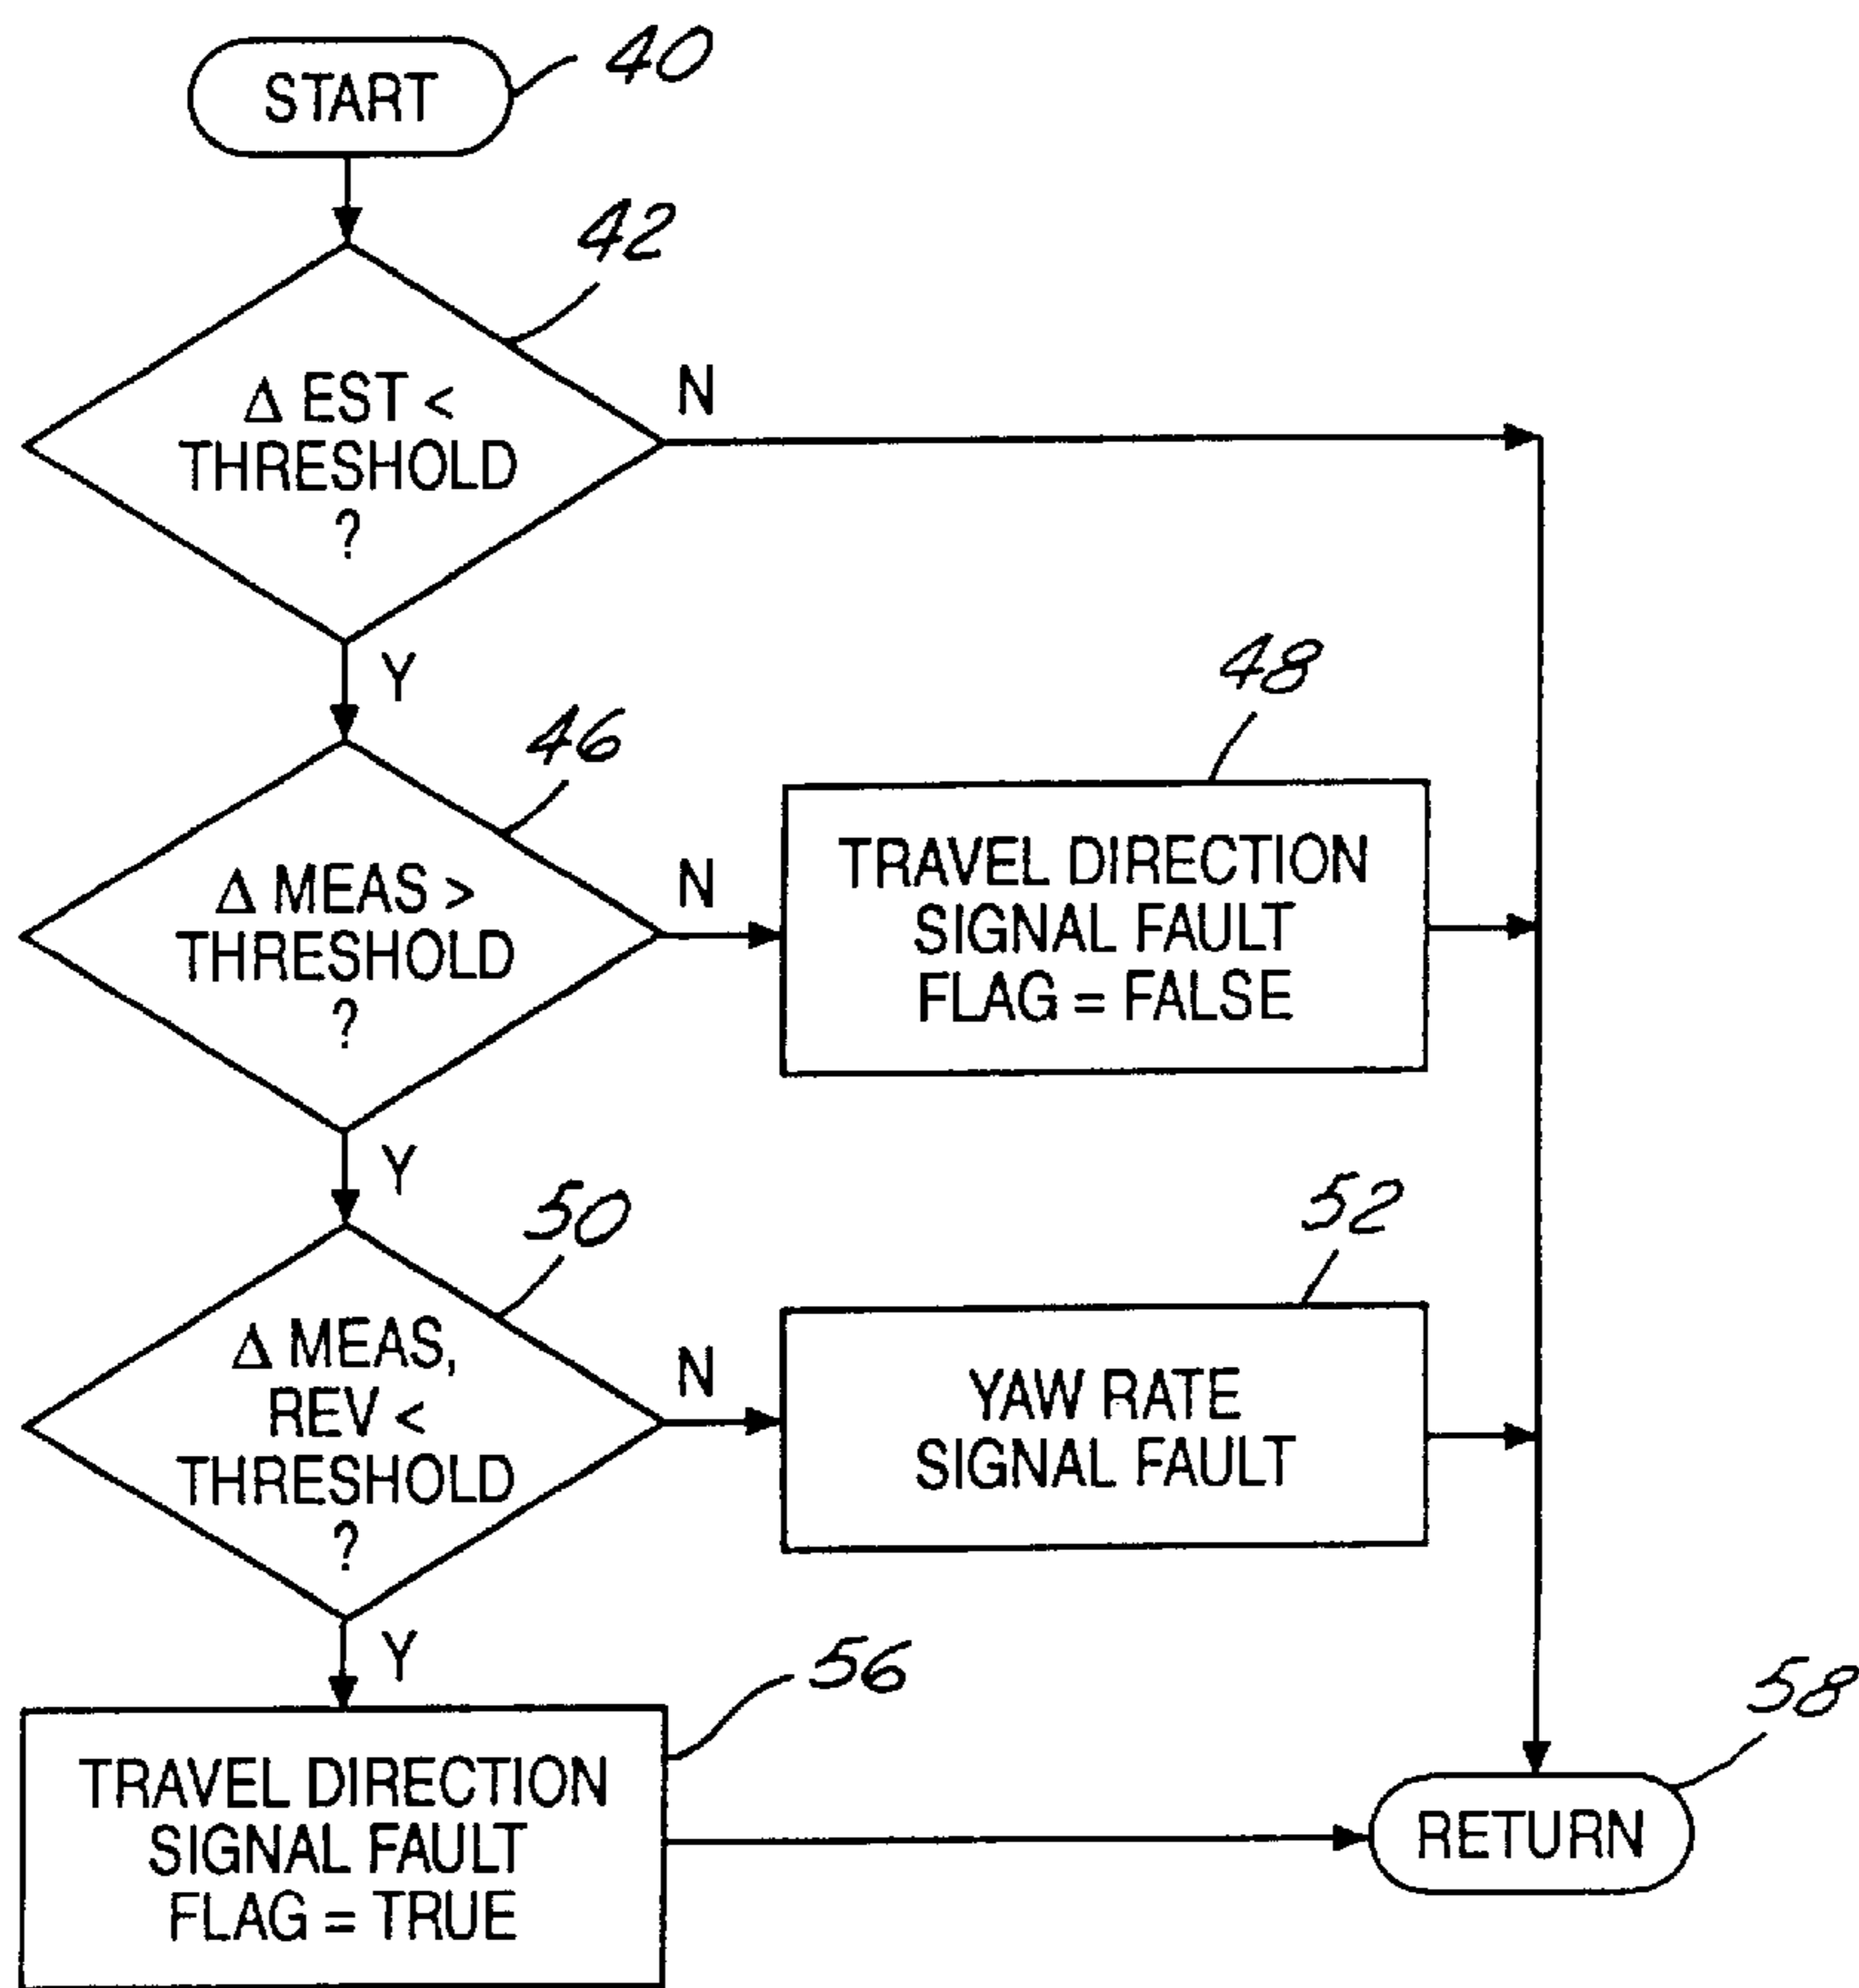 START
40
42
Δ EST <
THRESHOLD
?
N
Y
46
Δ MEAS >
THRESHOLD
?
N
48
TRAVEL DIRECTION
SIGNAL FAULT
FLAG = FALSE
Y
50
Δ MEAS,
REV <
THRESHOLD
?
N
52
YAW RATE
SIGNAL FAULT
Y
56
TRAVEL DIRECTION
SIGNAL FAULT
FLAG = TRUE
58
RETURN